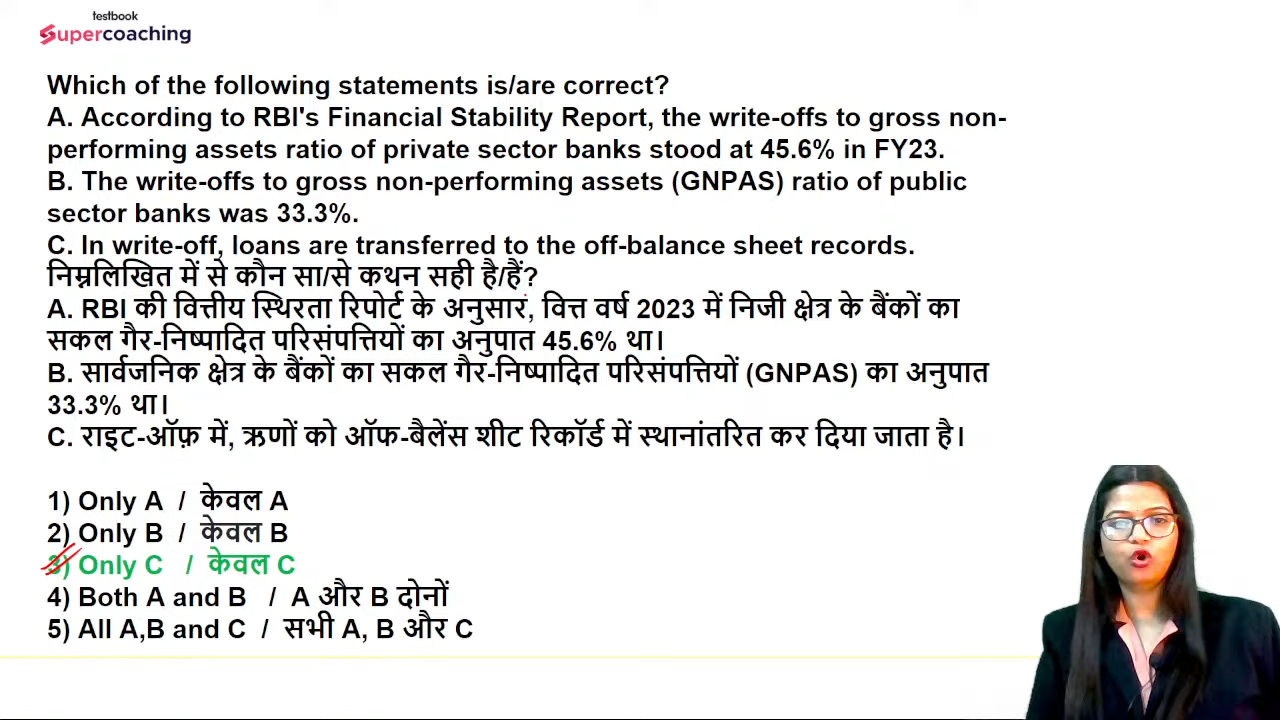 testbook
Supercoaching
Which of the following statements is/are correct?
A. According to RBI's Financial Stability Report, the write-offs to gross non-
performing assets ratio of private sector banks stood at 45.6% in FY23.
B. The write-offs to gross non-performing assets (GNPAS) ratio of public
sector banks was 33.3%.
C. In write-off, loans are transferred to the off-balance sheet records.
निम्नलिखित में से कौन सा/से कथन सही है/हैं?
A. RBI की वित्तीय स्थिरता रिपोर्ट के अनुसार, वित्त वर्ष 2023 में निजी क्षेत्र के बैंकों का
सकल गैर-निष्पादित परिसंपत्तियों का अनुपात 45.6% था।
B. सार्वजनिक क्षेत्र के बैंकों का सकल गैर-निष्पादित परिसंपत्तियों (GNPAS) का अनुपात
33.3% था।
C. राइट-ऑफ़ में, ऋणों को ऑफ-बैलेंस शीट रिकॉर्ड में स्थानांतरित कर दिया जाता है।
1) Only A / केवल A
2) Only B / केवल B
3) Only C / केवल C
4) Both A and B / A और B दोनों
5) All A,B and C / सभी A, B और C